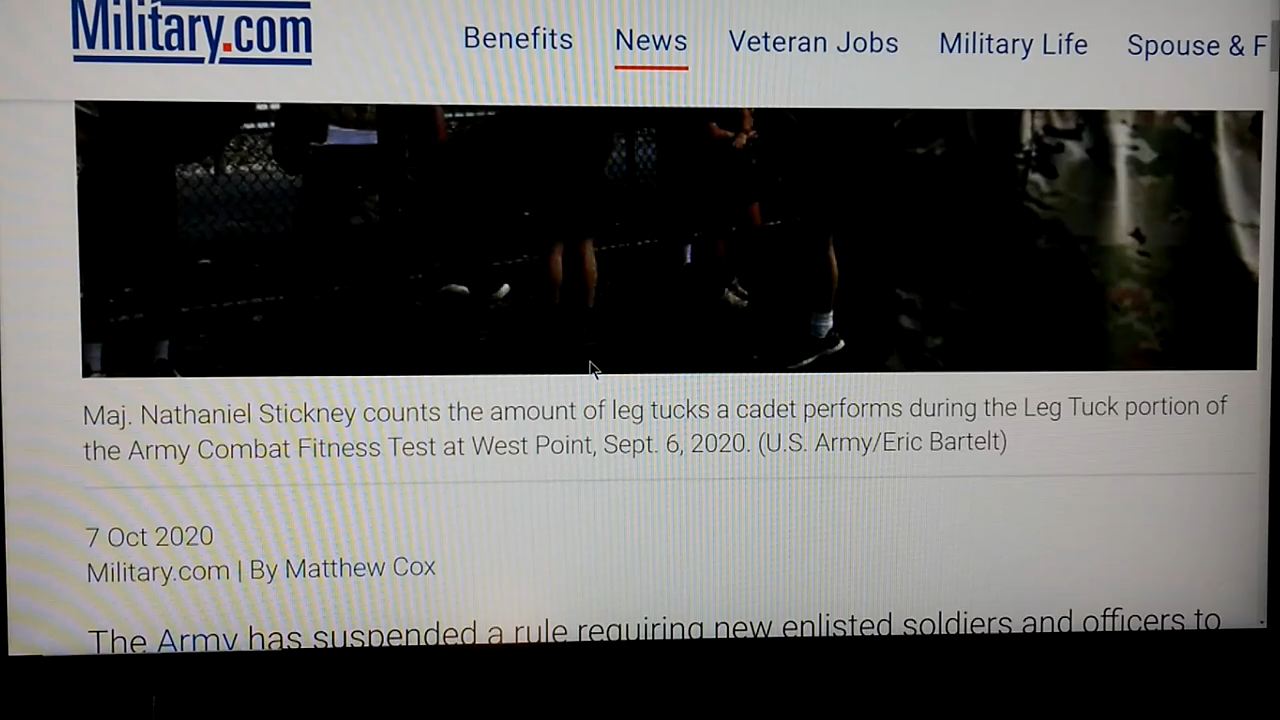 Military.com
Benefits News Veteran Jobs Military Life Spouse & F
Maj. Nathaniel Stickney counts the amount of leg tucks a cadet performs during the Leg Tuck portion of
the Army Combat Fitness Test at West Point, Sept. 6, 2020. (U.S. Army/Eric Bartelt)
7 Oct 2020
Military.com | By Matthew Cox
The Army has suspended a rule requiring new enlisted soldiers and officers to